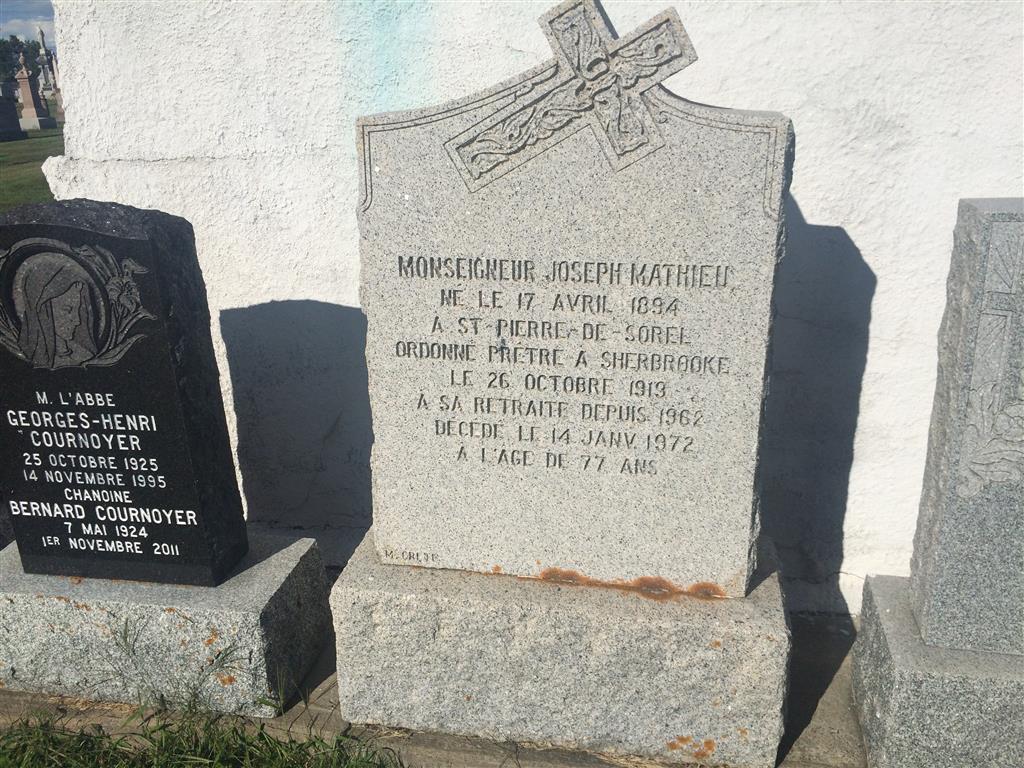 M. L'ABBE
GEORGES-HENRI
COURNOYER
25 OCTOBRE 1925
14 NOVEMBRE 1995
CHANOINE
BERNARD COURNOYER
7 MAI 1924
1ER NOVEMBRE 2011
MONSEIGNEUR JOSEPH MATHIEU
NE LE 17 AVRIL 1894
À ST-PIERRE-DE-SOREL
ORDONNE PRETRE A SHERBROOKE
LE 26 OCTOBRE 1919
À SA RETRAITE DEPUIS 1962
DECEDE LE 14 JANV. 1972
A L'AGE DE 77 ANS
M. CRETE